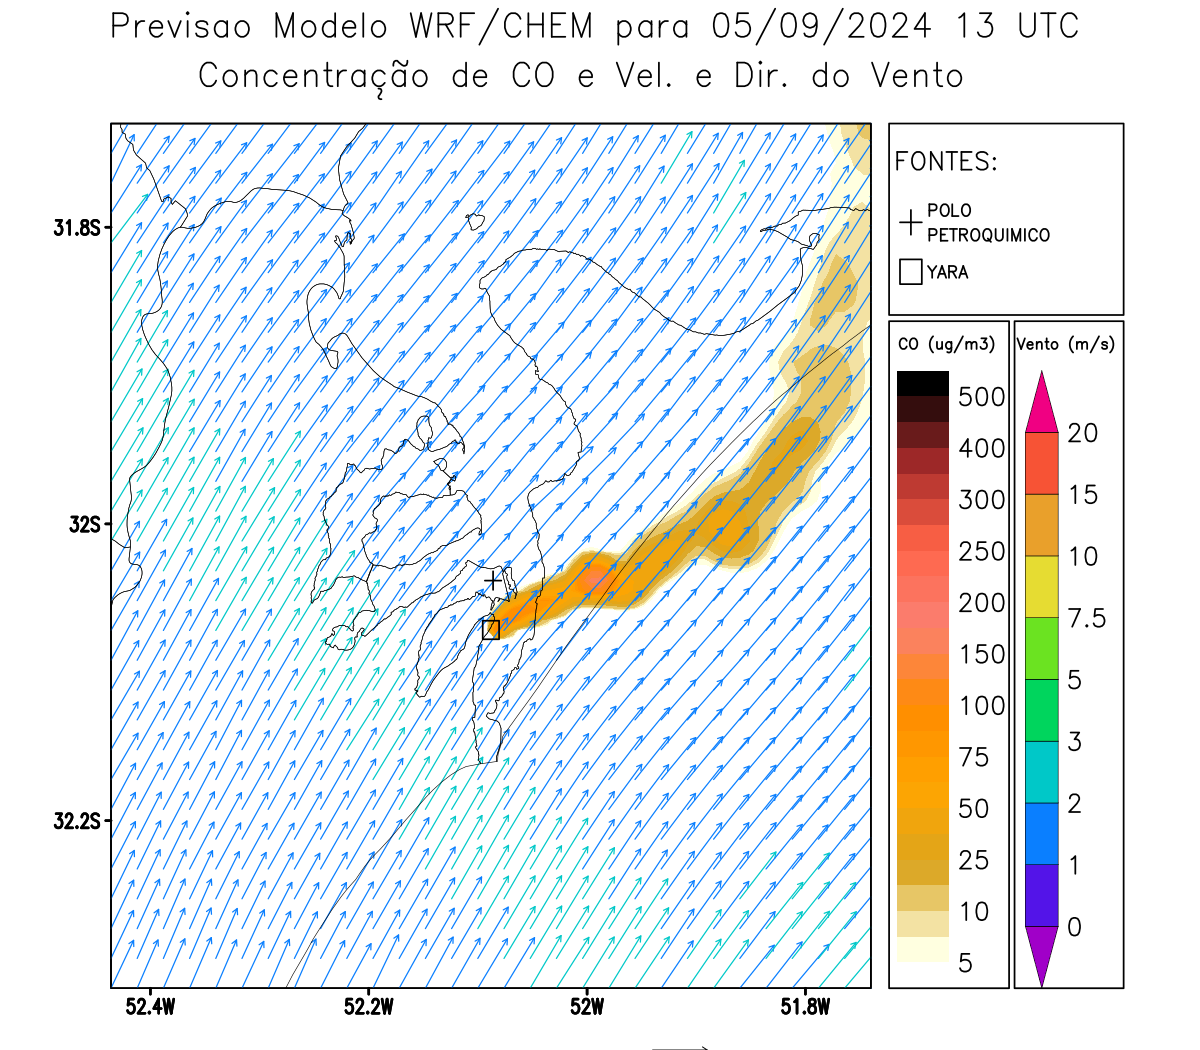 Previsao Modelo WRF/CHEM para 05/09/2024 13 UTC
Concentração de CO e Vel. e Dir. do Vento
FONTES:
POLO
PETROQUIMICO
YARA
31.8S
32S
32.2S
52.4W
52.2W
52W
51.8W
CO (ug/m3)
500
400
300
250
200
150
100
75
50
25
10
5
Vento (m/s)
20
15
10
7.5
5
3
2
1
0